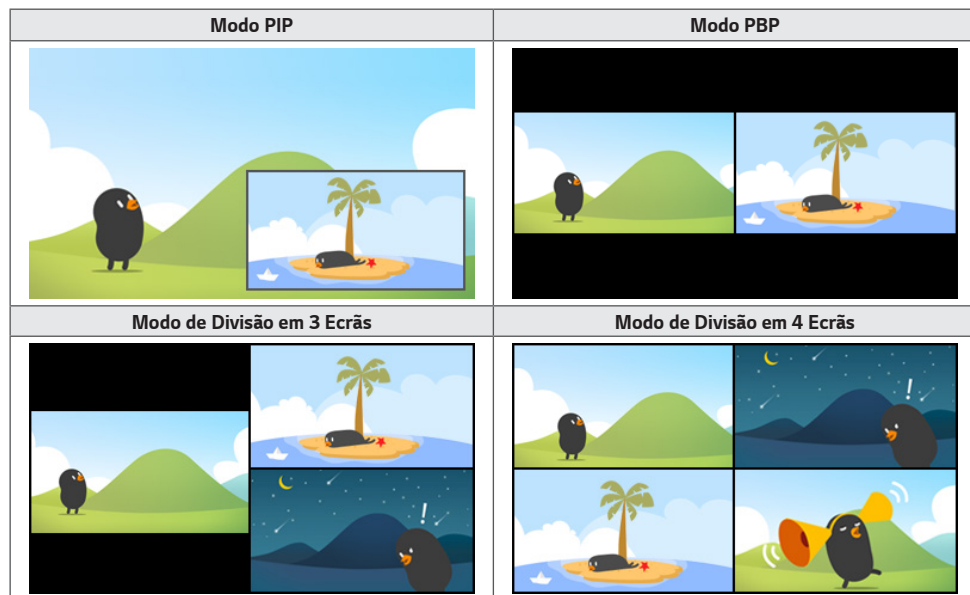 Modo PIP
Modo PBP
Modo de Divisão em 3 Ecrãs
Modo de Divisão em 4 Ecrãs